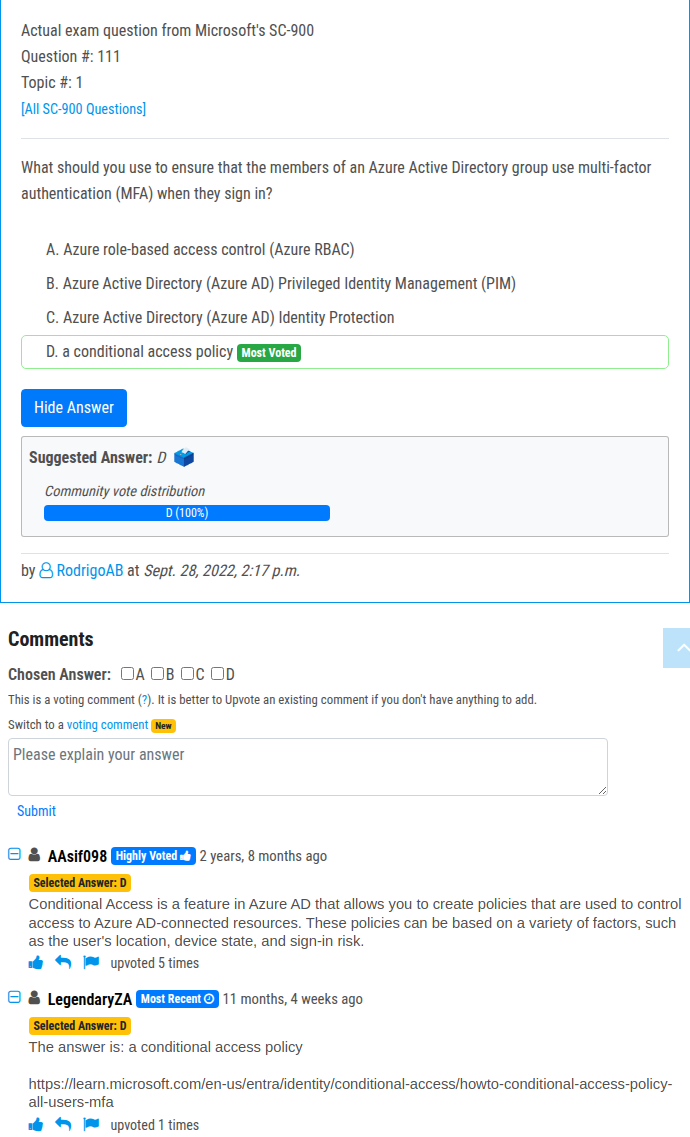 Actual exam question from Microsoft's SC-900
Question #: 111
Topic #: 1
[All SC-900 Questions]
What should you use to ensure that the members of an Azure Active Directory group use multi-factor
authentication (MFA) when they sign in?
A. Azure role-based access control (Azure RBAC)
B. Azure Active Directory (Azure AD) Privileged Identity Management (PIM)
C. Azure Active Directory (Azure AD) Identity Protection
D. a conditional access policy Most Voted
Hide Answer
Suggested Answer: D
Community vote distribution
D (100%)
by RodrigoAB at Sept. 28, 2022, 2:17 p.m.
Comments
Chosen Answer: A B C D
This is a voting comment (?). It is better to Upvote an existing comment if you don't have anything to add.
Switch to a voting comment New
Please explain your answer
Submit
AAsif098 Highly Voted 2 years, 8 months ago
Selected Answer: D
Conditional Access is a feature in Azure AD that allows you to create policies that are used to control
access to Azure AD-connected resources. These policies can be based on a variety of factors, such
as the user's location, device state, and sign-in risk.
upvoted 5 times
LegendaryZA Most Recent 11 months, 4 weeks ago
Selected Answer: D
The answer is: a conditional access policy
https://learn.microsoft.com/en-us/entra/identity/conditional-access/howto-conditional-access-policy-
all-users-mfa
upvoted 1 times